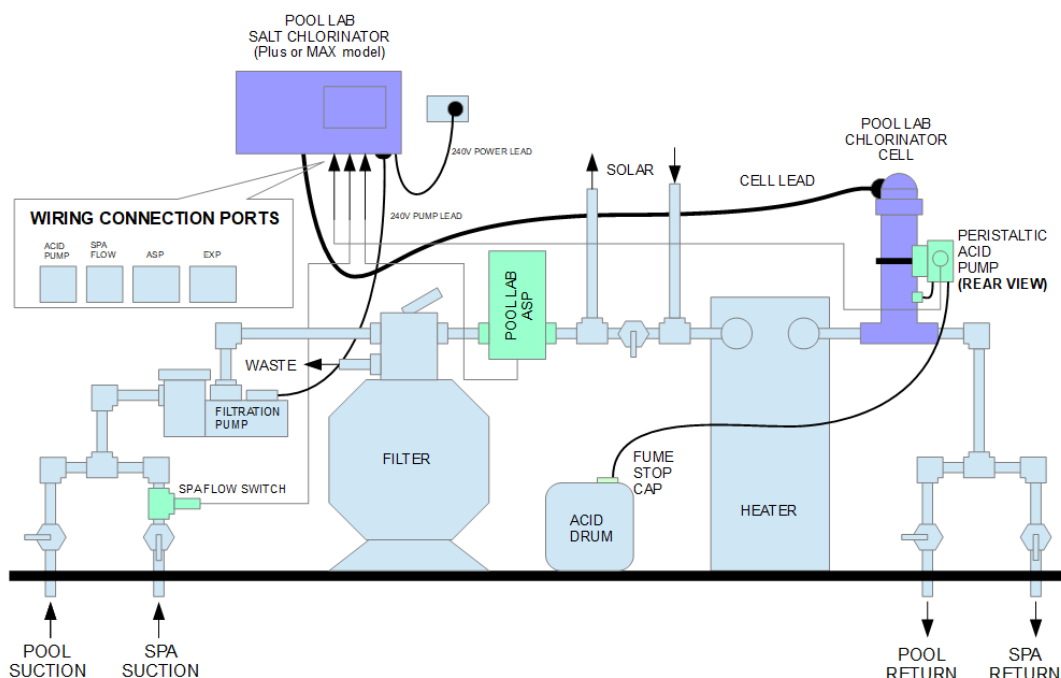 POOL LAB
SALT CHLORINATOR
(Plus or MAX model)
240V POWER LEAD
POOL LAB
CHLORINATOR
CELL
SOLAR
CELL LEAD
WIRING CONNECTION PORTS
ACID
PUMP
SPA
FLOW
ASP
EXP
240V PUMP LEAD
PERISTALTIC
ACID
PUMP
(REAR VIEW)
POOL LAB
ASP
WASTE
FILTRATION
PUMP
FILTER
SPA FLOW SWITCH
FUME
STOP
CAP
ACID
DRUM
HEATER
POOL
SUCTION
SPA
SUCTION
POOL
RETURN
SPA
RETURN